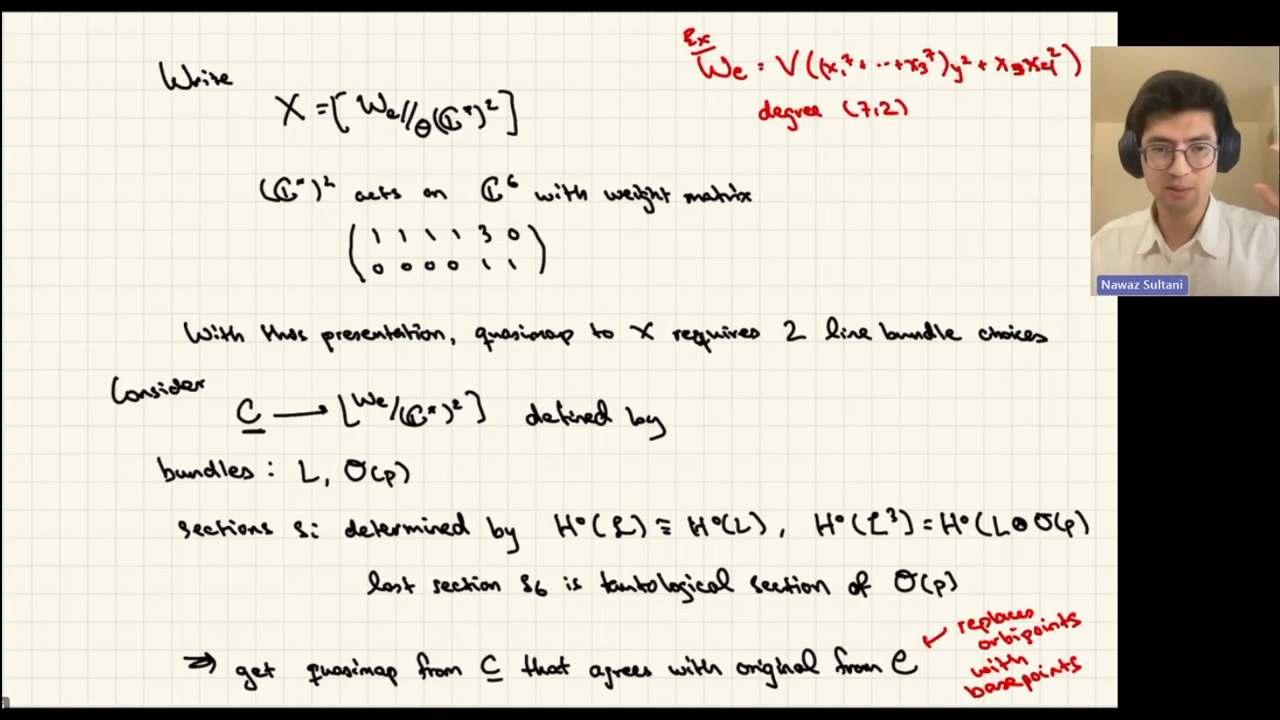 Ex
We = V((x₁⁷ + ⋯ + x₃⁷)y² + x₃x₄²)
degree (7,2)
Write
X = [We//θ(ℂ*)²]
(ℂ*)² acts on ℂ⁶ with weight matrix
( 1 1 1 1 3 0
0 0 0 0 1 1 )
With this presentation, quasimap to X requires 2 line bundle choices
Consider
C → [We/(ℂ*)²] defined by
bundles : L, O(p)
sections si determined by H⁰(ℒ) ≅ H⁰(L), H⁰(ℒ³) = H⁰(L⊗O(p)
last section s₆ is tautological section of O(p)
⇒ get quasimap from C that agrees with original from 𝒞
← replaces
orbipoints
with
basepoints
Nawaz Sultani